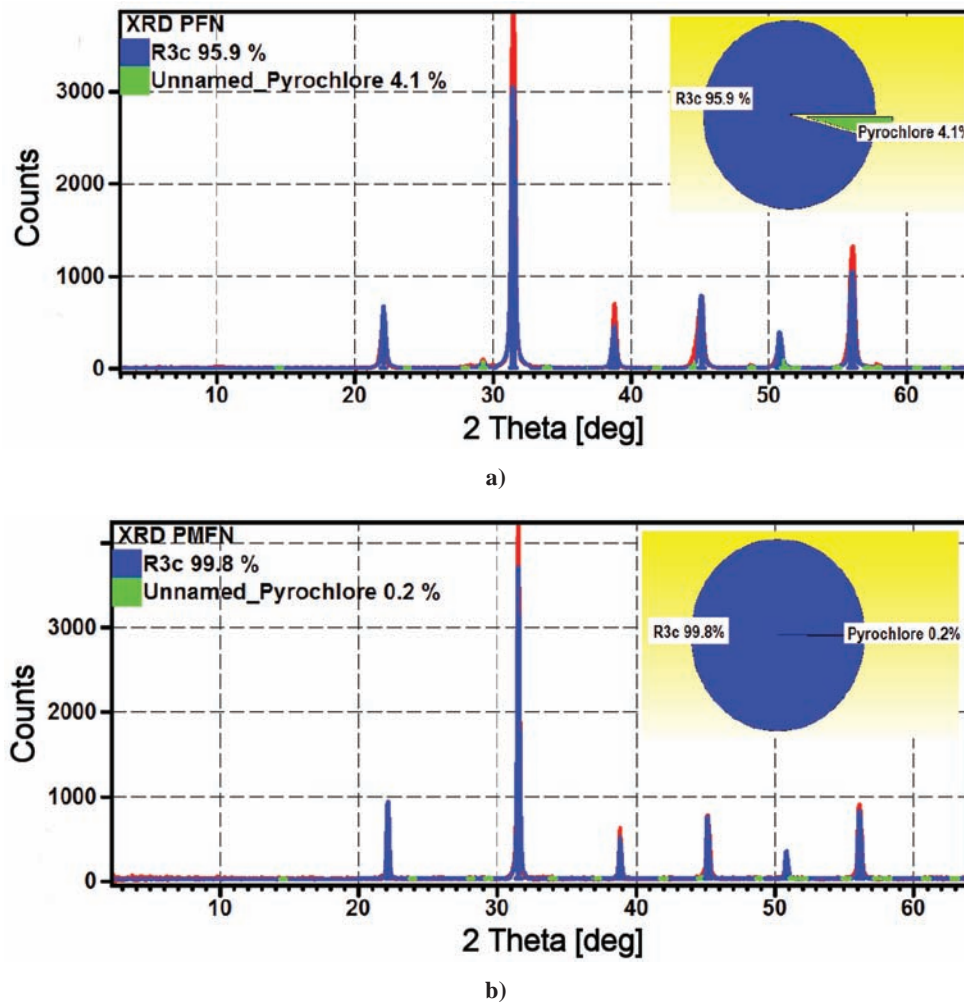 XRD PFN
R3c 95.9 %
Unnamed_Pyrochlore 4.1 %
R3c 95.9 %
Pyrochlore 4.1%
3000
2000
1000
0
Counts
10 20 30 40 50 60
2 Theta [deg]
a)
XRD PMFN
R3c 99.8 %
Unnamed_Pyrochlore 0.2 %
R3c 99.8%
Pyrochlore 0.2%
3000
2000
1000
0
Counts
10 20 30 40 50 60
2 Theta [deg]
b)